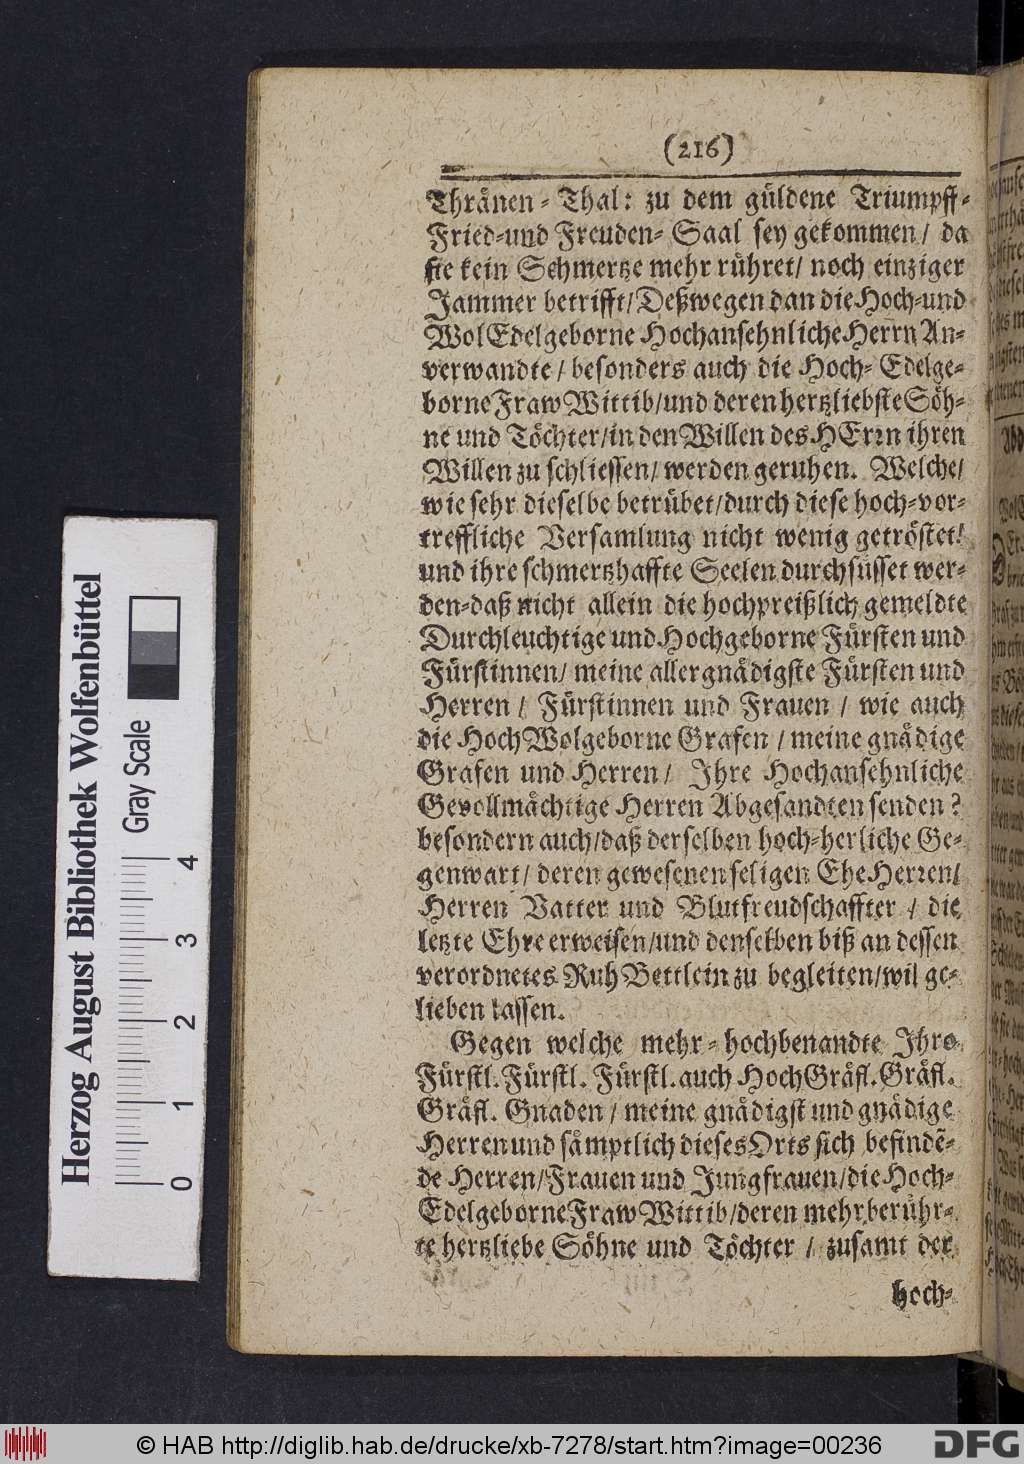 (216)
Thränen- Thal: zu dem güldene Triumpff-
Fried-und Freuden- Saal sey gekommen/ da
sie kein Schmertze mehr rühret/ noch einziger
Jammer betrifft/Deßwegen dan die Hoch-und
WolEdelgeborne Hochansehnliche Herrn An-
verwandte/ besonders auch die Hoch- Edelge-
borne Fraw Wittib/und deren hertzliebste Söh-
ne und Töchter/in den Willen des HErrn ihren
Willen zu schliessen/ werden geruhen. Welche/
wie sehr dieselbe betrübet/durch diese hoch-vor-
treffliche Versamlung nicht wenig getröstet/
und ihre schmertzhaffte Seelen durchsüsset wer-
den-daß nicht allein die hochpreißlich gemeldte
Durchleuchtige und Hochgeborne Fürsten und
Fürstinnen/ meine allergnädigste Fürsten und
Herren / Fürstinnen und Frauen / wie auch
die HochWolgeborne Grafen / meine gnädige
Grafen und Herren/ Ihre Hochansehnliche
Gevollmächtige Herren Abgesandten senden?
besondern auch/daß derselben hoch-herliche Ge-
genwart/ deren gewesenen seligen EheHerren/
Herren Vatter und Blutfreudschaffter / die
letzte Ehre erweisen/und denselben biß an dessen
verordnetes Ruh Bettlein zu begleiten/wil ge-
lieben lassen.
Gegen welche mehr-hochbenandte Ihro
Fürstl. Fürstl. Fürstl. auch HochGräfl. Gräfl.
Gräfl. Gnaden / meine gnädigst und gnädige
Herren und sämptlich dieses Orts sich befindẽ-
de Herren/Frauen und Jungfrauen/die Hoch-
Edelgeborne Fraw Wittib/deren mehrberühr-
te hertzliebe Söhne und Töchter / zusamt der
hoch-
Herzog August Bibliothek Wolfenbüttel
Gray Scale
0 1 2 3 4
© HAB http://diglib.hab.de/drucke/xb-7278/start.htm?image=00236
DFG